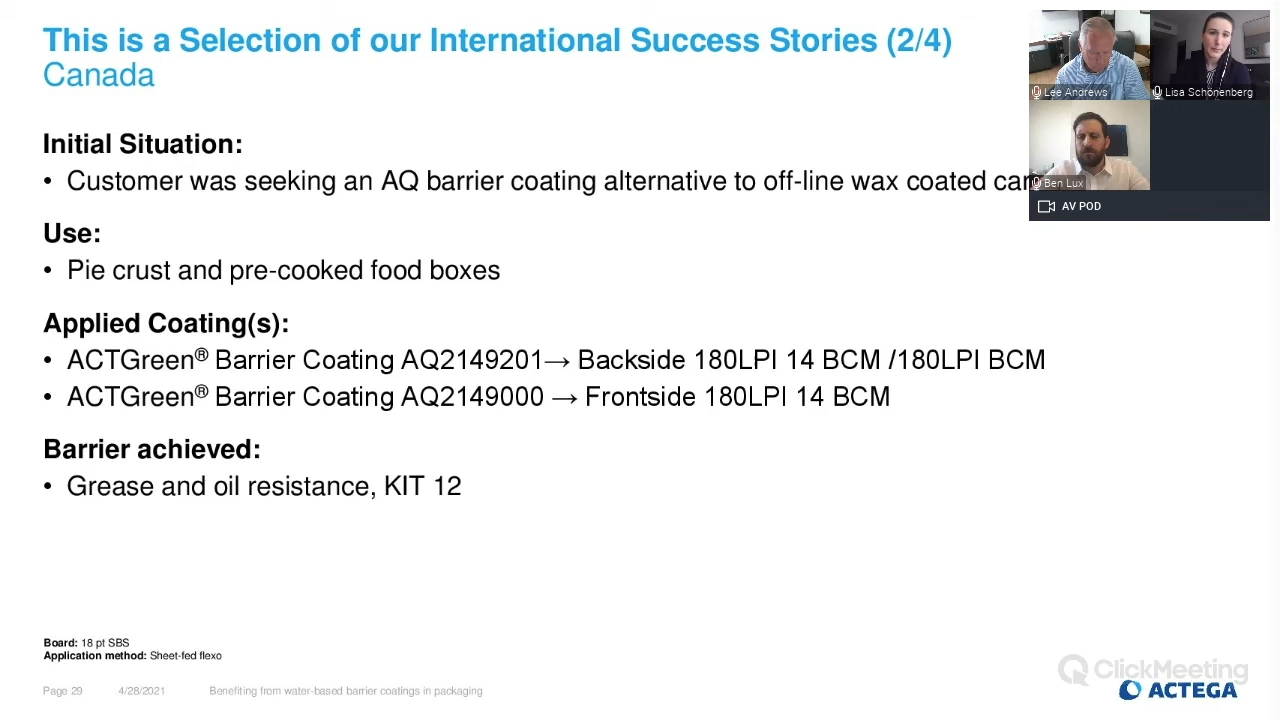 This is a Selection of our International Success Stories (2/4)
Canada
Initial Situation:
• Customer was seeking an AQ barrier coating alternative to off-line wax coated
Use:
• Pie crust and pre-cooked food boxes
Applied Coating(s):
• ACTGreen® Barrier Coating AQ2149201→ Backside 180LPI 14 BCM /180LPI BCM
• ACTGreen® Barrier Coating AQ2149000 → Frontside 180LPI 14 BCM
Barrier achieved:
• Grease and oil resistance, KIT 12
Board: 18 pt SBS
Application method: Sheet-fed flexo
Page 29 4/28/2021 Benefiting from water-based barrier coatings in packaging
Lee Andrews
Lisa Schönenberg
Ben Lux
AV POD
ClickMeeting
ACTEGA